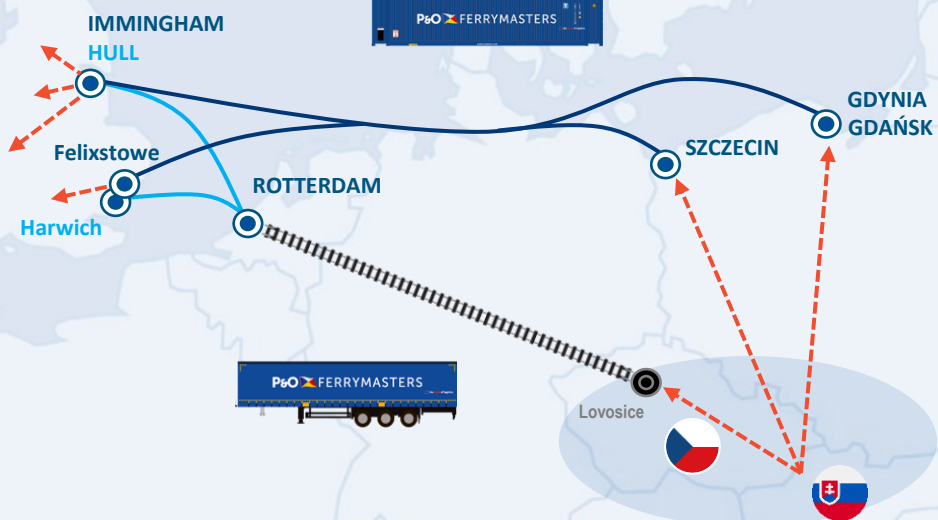 P&O FERRYMASTERS
IMMINGHAM
HULL
GDYNIA
GDAŃSK
SZCZECIN
Felixstowe
ROTTERDAM
Harwich
P&O FERRYMASTERS
Lovosice